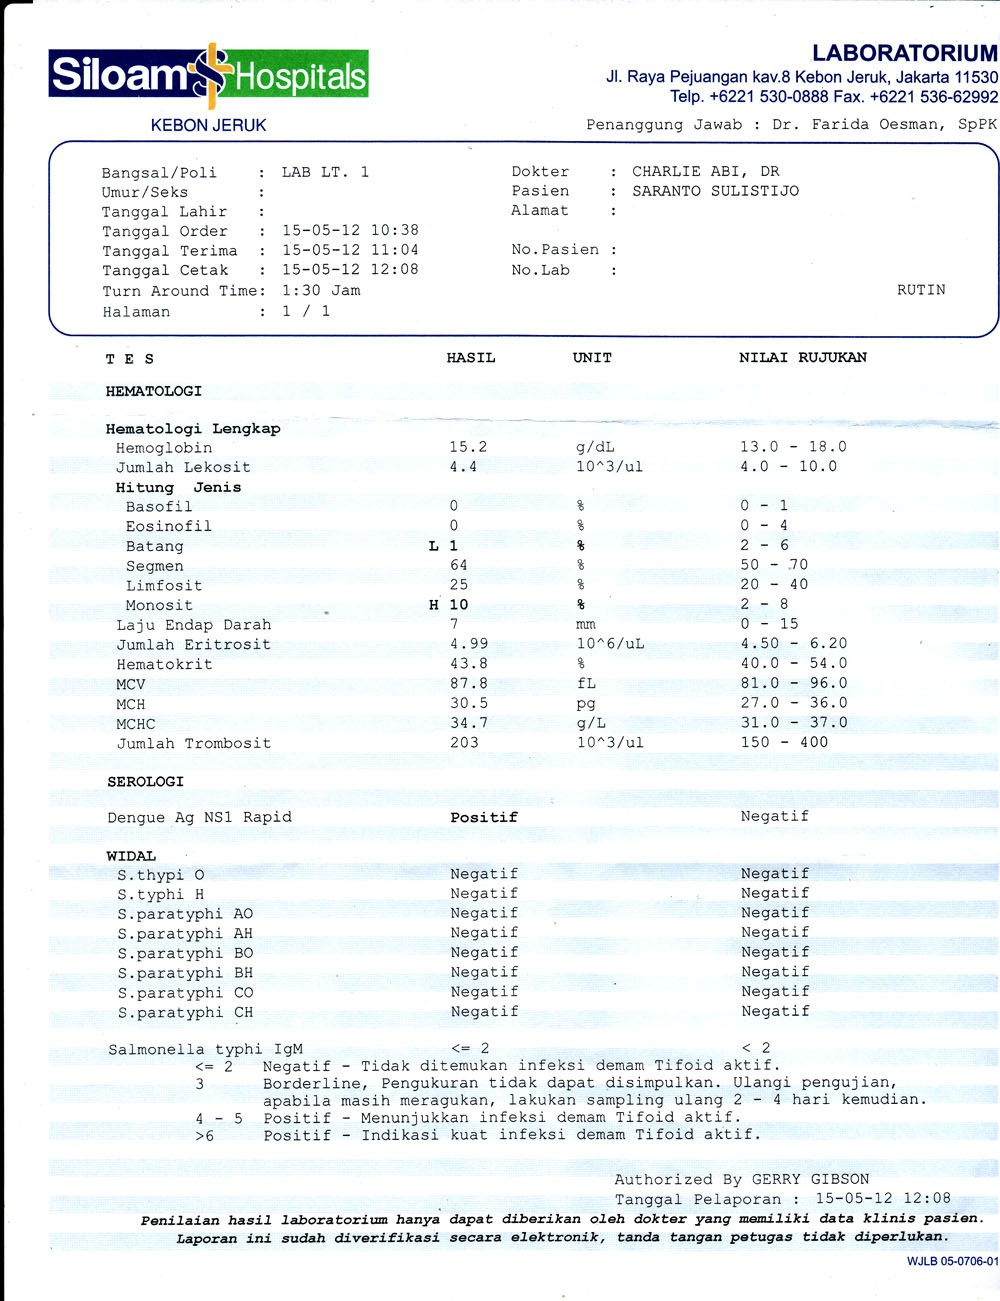 Siloam Hospitals
KEBON JERUK
LABORATORIUM
Jl. Raya Pejuangan kav.8 Kebon Jeruk, Jakarta 11530
Telp. +6221 530-0888 Fax. +6221 536-62992
Penanggung Jawab : Dr. Farida Oesman, SpPK
Bangsal/Poli : LAB LT. 1 Dokter : CHARLIE ABI, DR
Umur/Seks : Pasien : SARANTO SULISTIJO
Tanggal Lahir : Alamat :
Tanggal Order : 15-05-12 10:38
Tanggal Terima : 15-05-12 11:04 No.Pasien :
Tanggal Cetak : 15-05-12 12:08 No.Lab :
Turn Around Time: 1:30 Jam RUTIN
Halaman : 1 / 1
T E S HASIL UNIT NILAI RUJUKAN
HEMATOLOGI
Hematologi Lengkap
Hemoglobin 15.2 g/dL 13.0 - 18.0
Jumlah Lekosit 4.4 10^3/ul 4.0 - 10.0
Hitung Jenis
Basofil 0 % 0 - 1
Eosinofil 0 % 0 - 4
Batang L 1 % 2 - 6
Segmen 64 % 50 - 70
Limfosit 25 % 20 - 40
Monosit H 10 % 2 - 8
Laju Endap Darah 7 mm 0 - 15
Jumlah Eritrosit 4.99 10^6/uL 4.50 - 6.20
Hematokrit 43.8 % 40.0 - 54.0
MCV 87.8 fL 81.0 - 96.0
MCH 30.5 pg 27.0 - 36.0
MCHC 34.7 g/L 31.0 - 37.0
Jumlah Trombosit 203 10^3/ul 150 - 400
SEROLOGI
Dengue Ag NS1 Rapid Positif Negatif
WIDAL
S.thypi O Negatif Negatif
S.typhi H Negatif Negatif
S.paratyphi AO Negatif Negatif
S.paratyphi AH Negatif Negatif
S.paratyphi BO Negatif Negatif
S.paratyphi BH Negatif Negatif
S.paratyphi CO Negatif Negatif
S.paratyphi CH Negatif Negatif
Salmonella typhi IgM <= 2 < 2
<= 2 Negatif - Tidak ditemukan infeksi demam Tifoid aktif.
3 Borderline, Pengukuran tidak dapat disimpulkan. Ulangi pengujian,
apabila masih meragukan, lakukan sampling ulang 2 - 4 hari kemudian.
4 - 5 Positif - Menunjukkan infeksi demam Tifoid aktif.
>6 Positif - Indikasi kuat infeksi demam Tifoid aktif.
Authorized By GERRY GIBSON
Tanggal Pelaporan : 15-05-12 12:08
Penilaian hasil laboratorium hanya dapat diberikan oleh dokter yang memiliki data klinis pasien.
Laporan ini sudah diverifikasi secara elektronik, tanda tangan petugas tidak diperlukan.
WJLB 05-0706-01